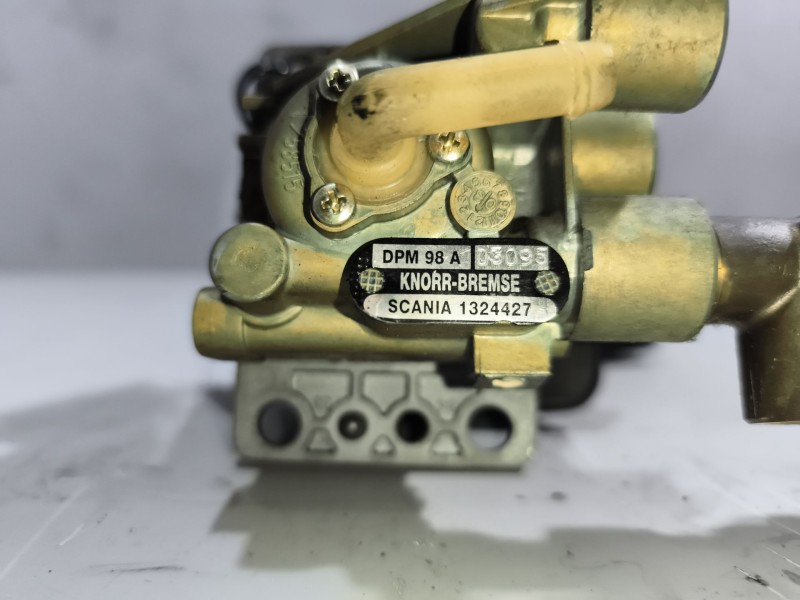 DPM 98 A 03095
KNORR-BREMSE
SCANIA 1324427